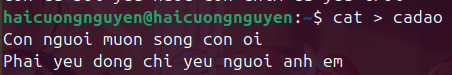 haicuongnguyen@haicuongnguyen:~$ cat > cadao
Con nguoi muon song con oi
Phai yeu dong chi yeu nguoi anh em